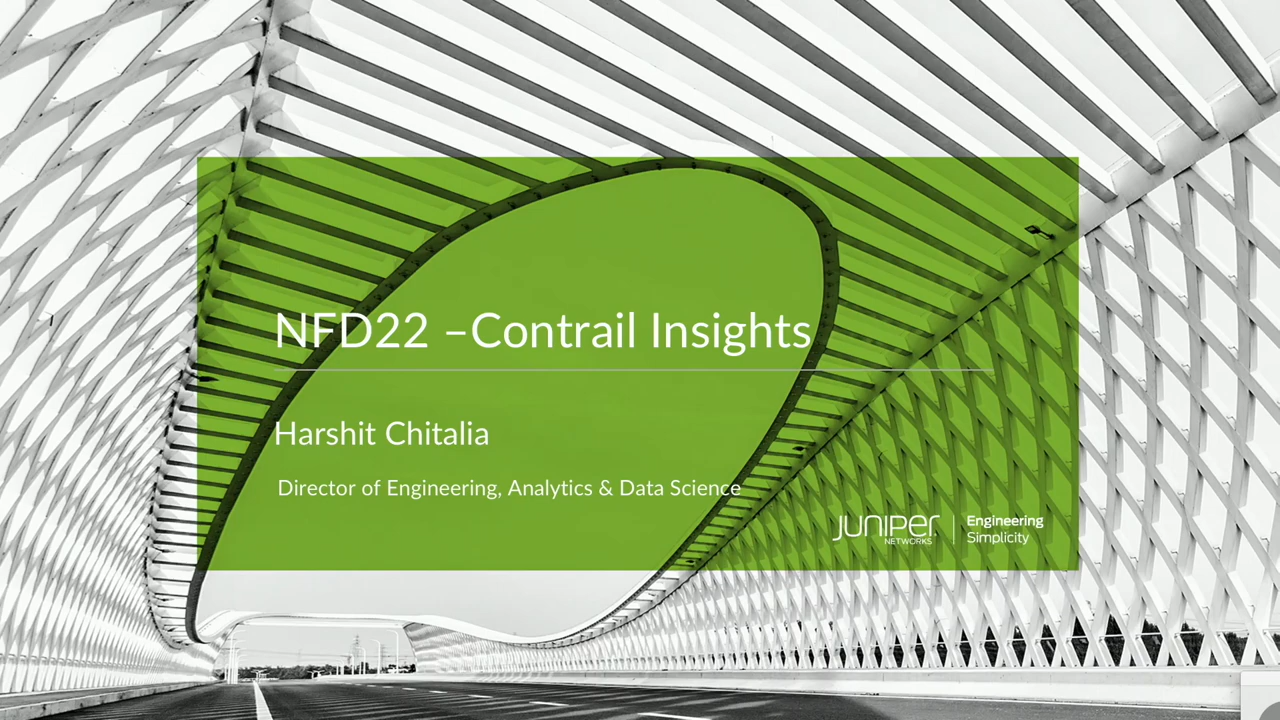 NFD22 –Contrail Insights
Harshit Chitalia
Director of Engineering, Analytics & Data Science
JUNIPER
NETWORKS
Engineering
Simplicity